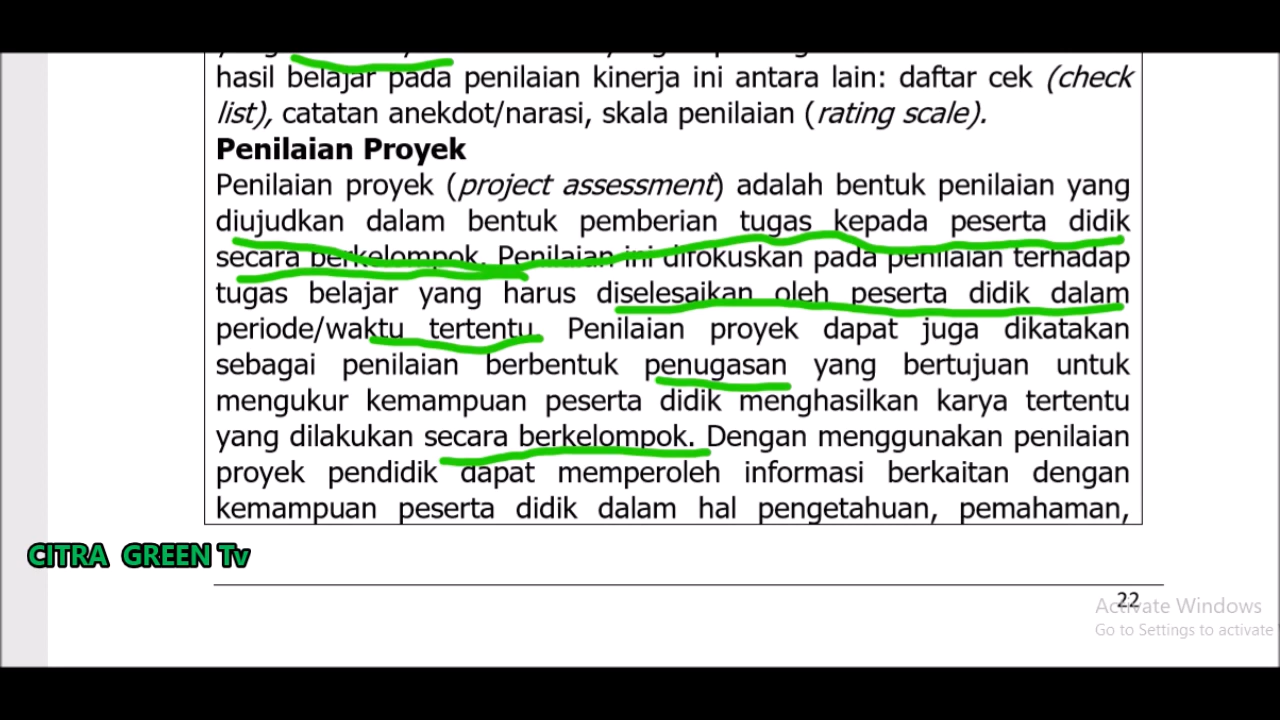 hasil belajar pada penilaian kinerja ini antara lain: daftar cek (check
list), catatan anekdot/narasi, skala penilaian (rating scale).
Penilaian Proyek
Penilaian proyek (project assessment) adalah bentuk penilaian yang
diujudkan dalam bentuk pemberian tugas kepada peserta didik
secara berkelompok. Penilaian ini difokuskan pada penilaian terhadap
tugas belajar yang harus diselesaikan oleh peserta didik dalam
periode/waktu tertentu. Penilaian proyek dapat juga dikatakan
sebagai penilaian berbentuk penugasan yang bertujuan untuk
mengukur kemampuan peserta didik menghasilkan karya tertentu
yang dilakukan secara berkelompok. Dengan menggunakan penilaian
proyek pendidik dapat memperoleh informasi berkaitan dengan
kemampuan peserta didik dalam hal pengetahuan, pemahaman,
CITRA GREEN Tv
22
Activate Windows
Go to Settings to activate